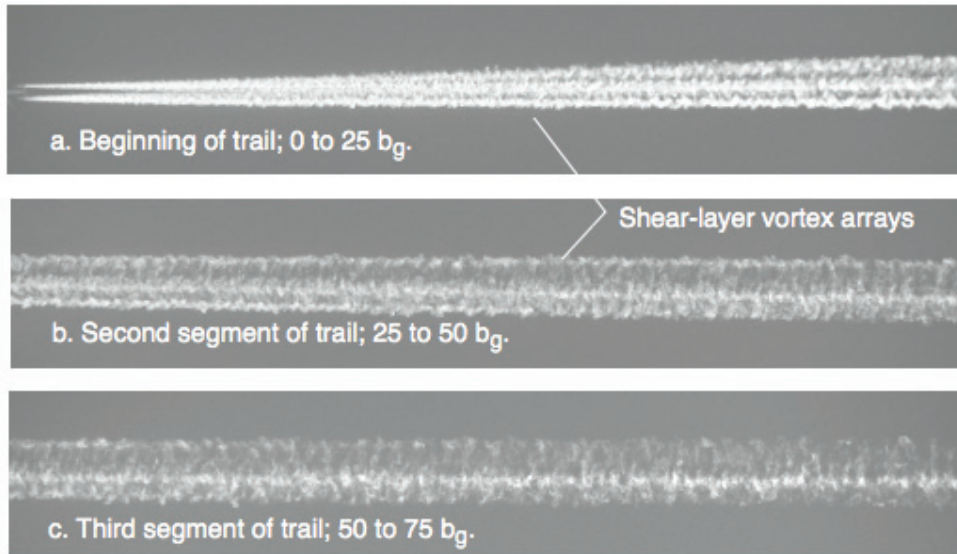 a. Beginning of trail; 0 to 25 bg.
Shear-layer vortex arrays
b. Second segment of trail; 25 to 50 bg.
c. Third segment of trail; 50 to 75 bg.